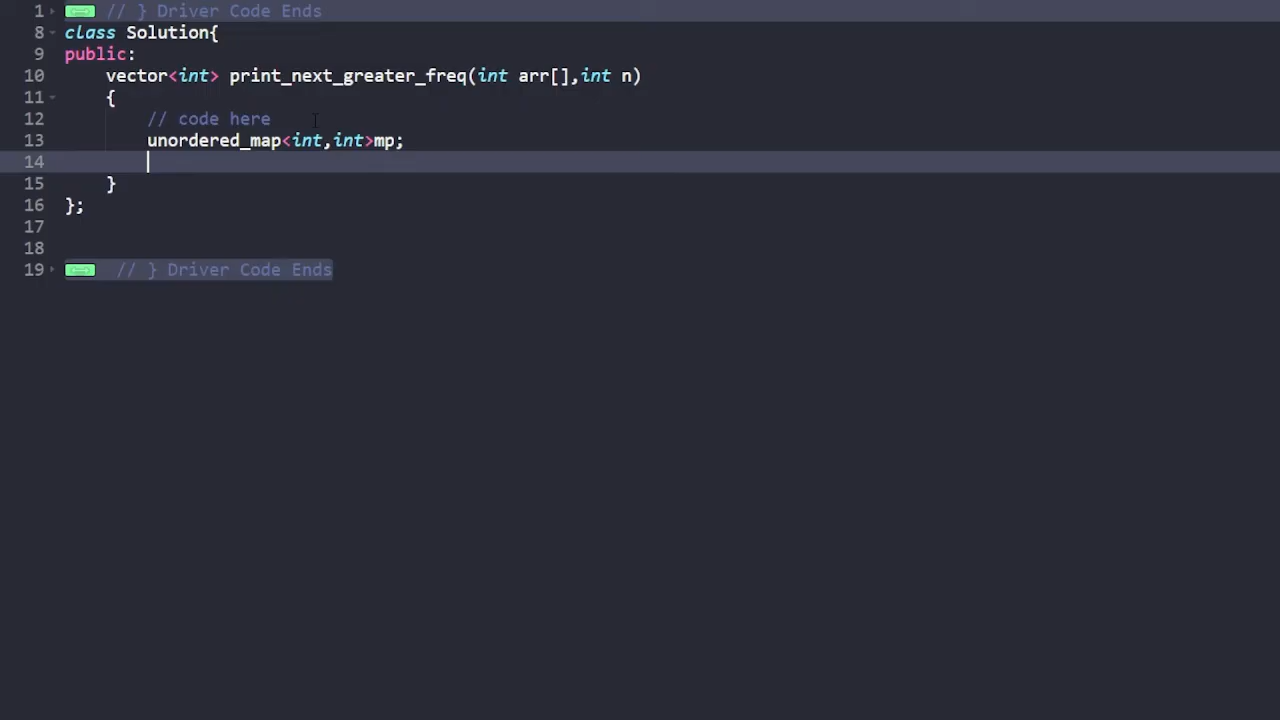 1 // } Driver Code Ends
8 class Solution{
9 public:
10 vector<int> print_next_greater_freq(int arr[],int n)
11 {
12 // code here
13 unordered_map<int,int>mp;
14
15 }
16 };
17
18
19 // } Driver Code Ends